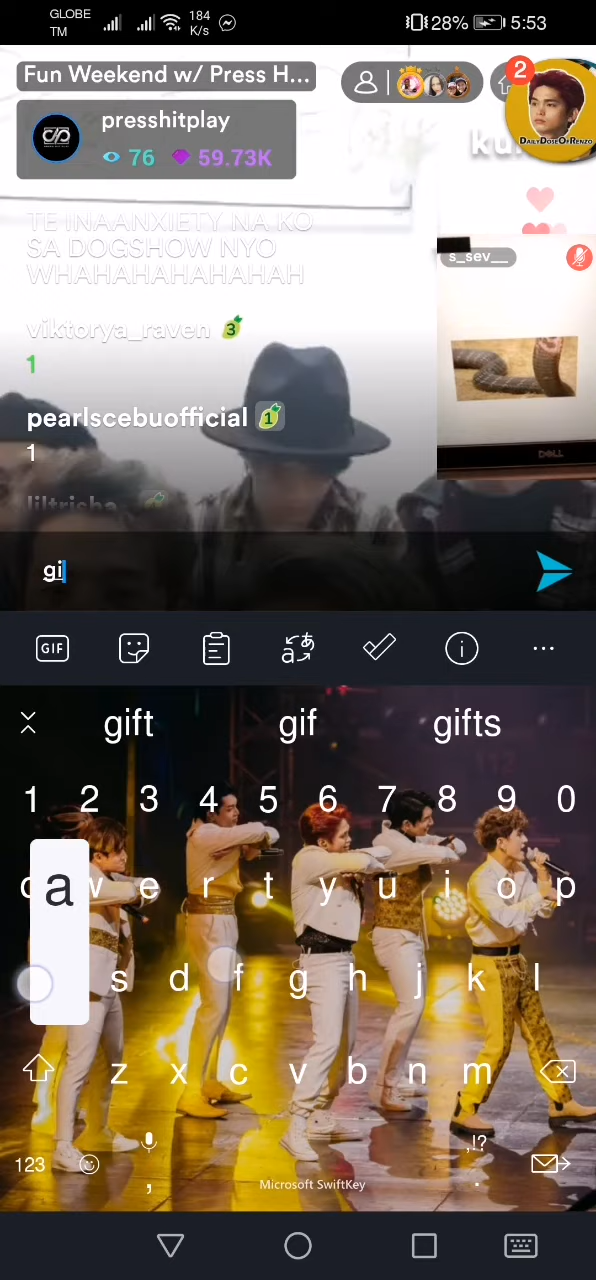 GLOBE
TM
184
K/s
28%
5:53
Fun Weekend w/ Press H...
2
presshitplay
76
59.73K
DAILYDOSEOFRENZO
TE INAANXIETY NA KO
SA DOGSHOW NYO
WHAHAHAHAHAHAH
s_sev__
viktorya_raven 3
1
pearlscebuofficial 1
1
DELL
liltrisha
gi
GIF
gift gif gifts
1 2 3 4 5 6 7 8 9 0
w e r t y u i o p
a
s d f g h j k l
z x c v b n m
,!?
123 , Microsoft SwiftKey .